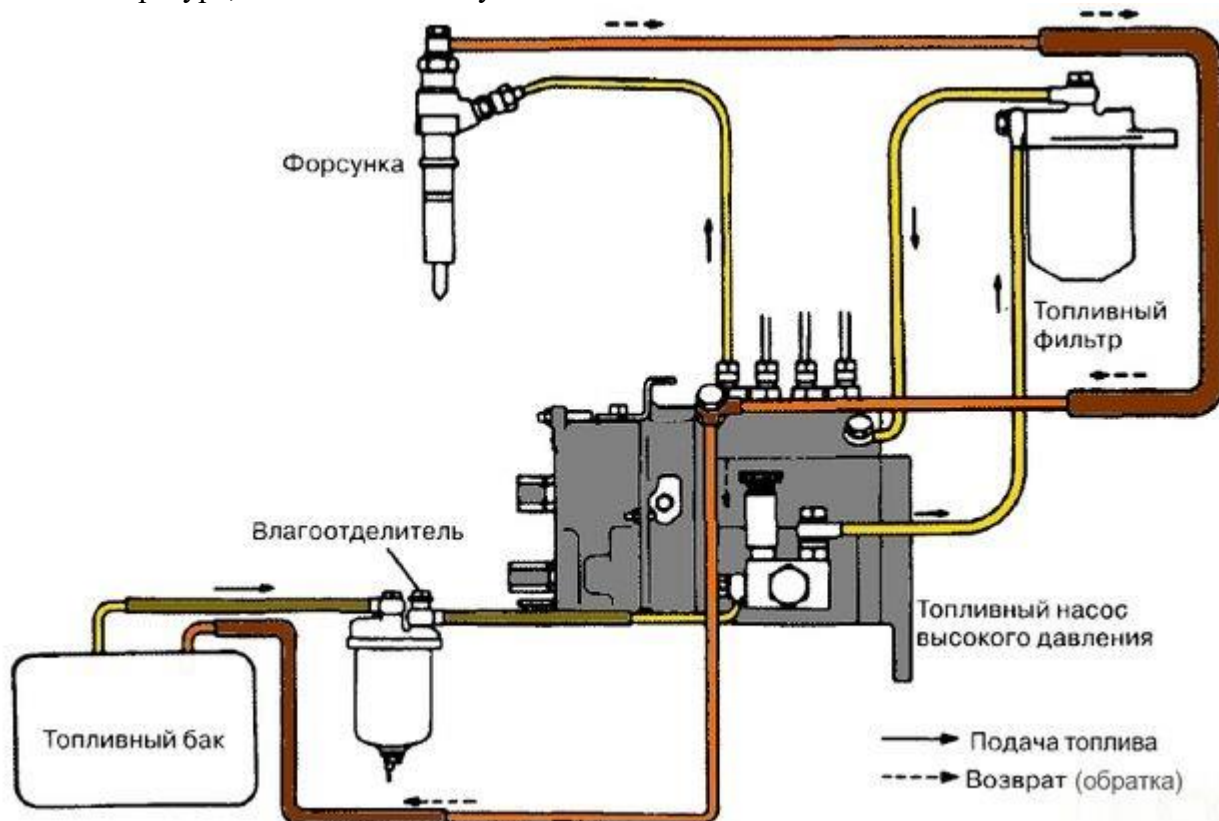 Форсунка
Топливный
фильтр
Влагоотделитель
Топливный насос
высокого давления
Топливный бак
Подача топлива
Возврат (обратка)